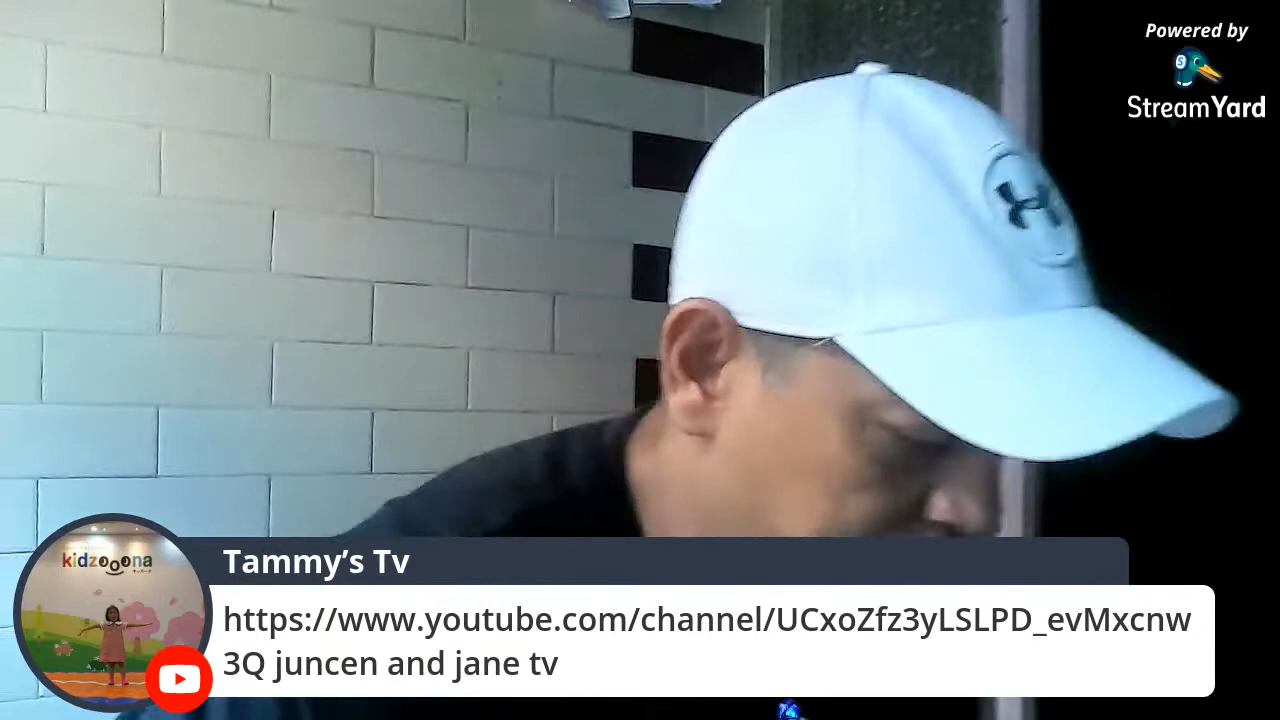 Powered by
StreamYard
kidzooona
Tammy’s Tv
https://www.youtube.com/channel/UCxoZfz3yLSLPD_evMxcnw
3Q juncen and jane tv